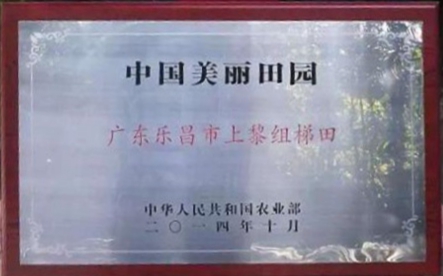 中国美丽田园
广东乐昌市上黎组梯田
中华人民共和国农业部
二〇一四年十月